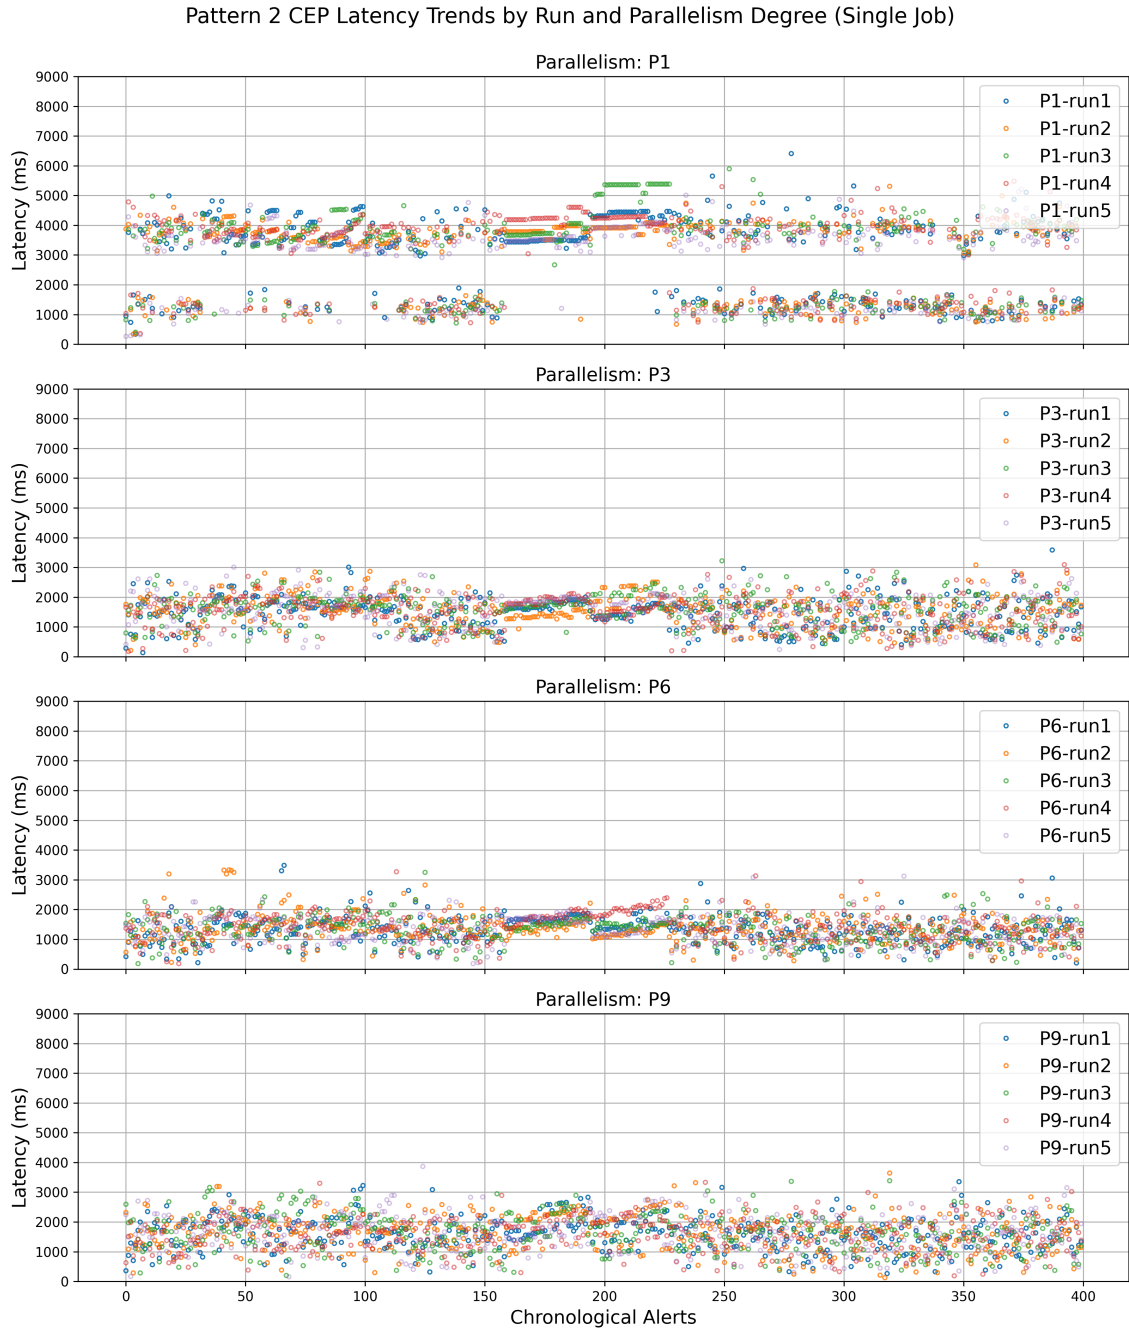 Pattern 2 CEP Latency Trends by Run and Parallelism Degree (Single Job)
Parallelism: P1
9000
8000
7000
6000
5000
4000
3000
2000
1000
0
Latency (ms)
P1-run1
P1-run2
P1-run3
P1-run4
P1-run5
Parallelism: P3
9000
8000
7000
6000
5000
4000
3000
2000
1000
0
Latency (ms)
P3-run1
P3-run2
P3-run3
P3-run4
P3-run5
Parallelism: P6
9000
8000
7000
6000
5000
4000
3000
2000
1000
0
Latency (ms)
P6-run1
P6-run2
P6-run3
P6-run4
P6-run5
Parallelism: P9
9000
8000
7000
6000
5000
4000
3000
2000
1000
0
Latency (ms)
P9-run1
P9-run2
P9-run3
P9-run4
P9-run5
0 50 100 150 200 250 300 350 400
Chronological Alerts